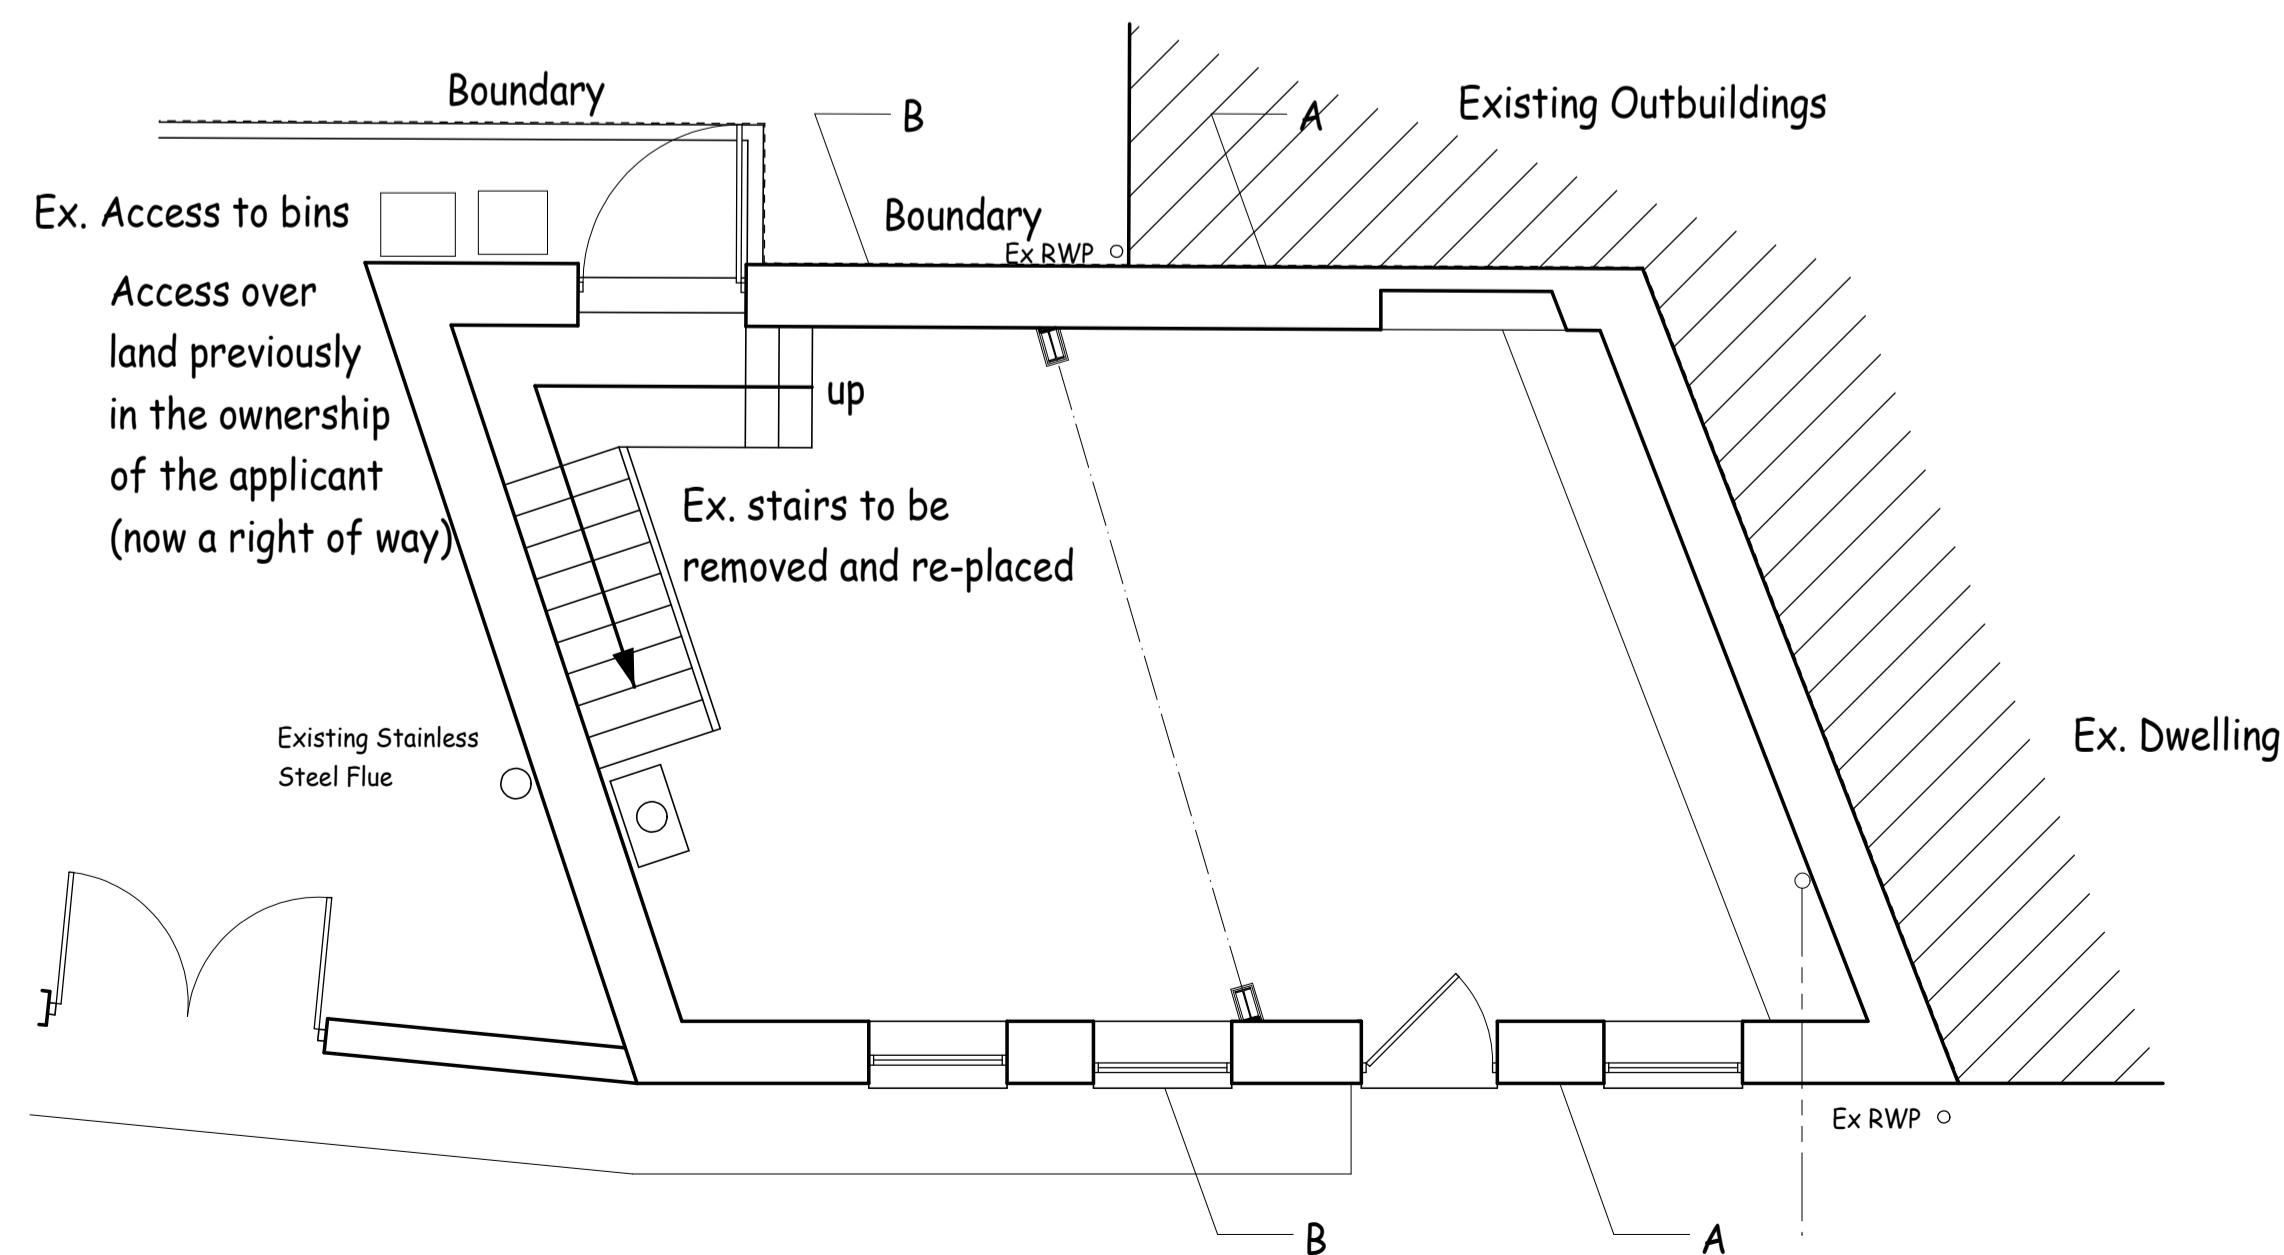 Boundary
B
A
Existing Outbuildings
Ex. Access to bins
Boundary
Ex RWP
Access over
land previously
in the ownership
of the applicant
(now a right of way)
up
Ex. stairs to be
removed and re-placed
Existing Stainless
Steel Flue
Ex. Dwelling
Ex RWP
B
A